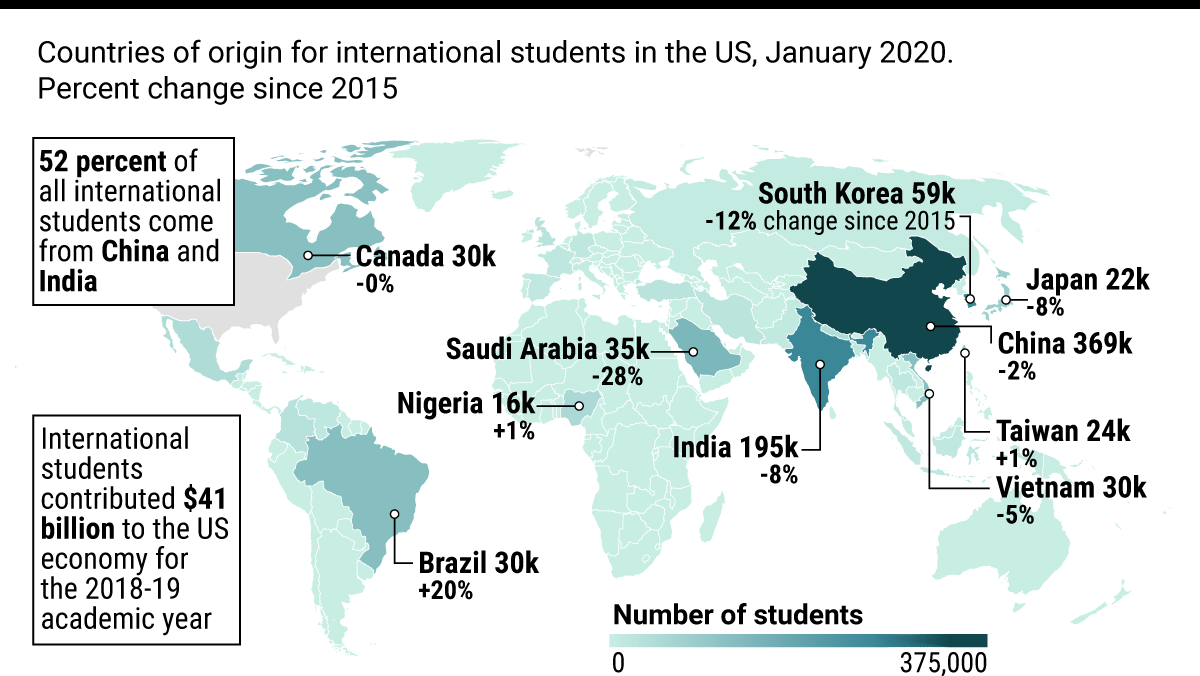 Countries of origin for international students in the US, January 2020.
Percent change since 2015
52 percent of
all international
students come
from China and
India
Canada 30k
-0%
South Korea 59k
-12% change since 2015
Japan 22k
-8%
China 369k
-2%
Saudi Arabia 35k
-28%
Nigeria 16k
+1%
India 195k
-8%
Taiwan 24k
+1%
Vietnam 30k
-5%
International
students
contributed $41
billion to the US
economy for
the 2018-19
academic year
Brazil 30k
+20%
Number of students
0 375,000